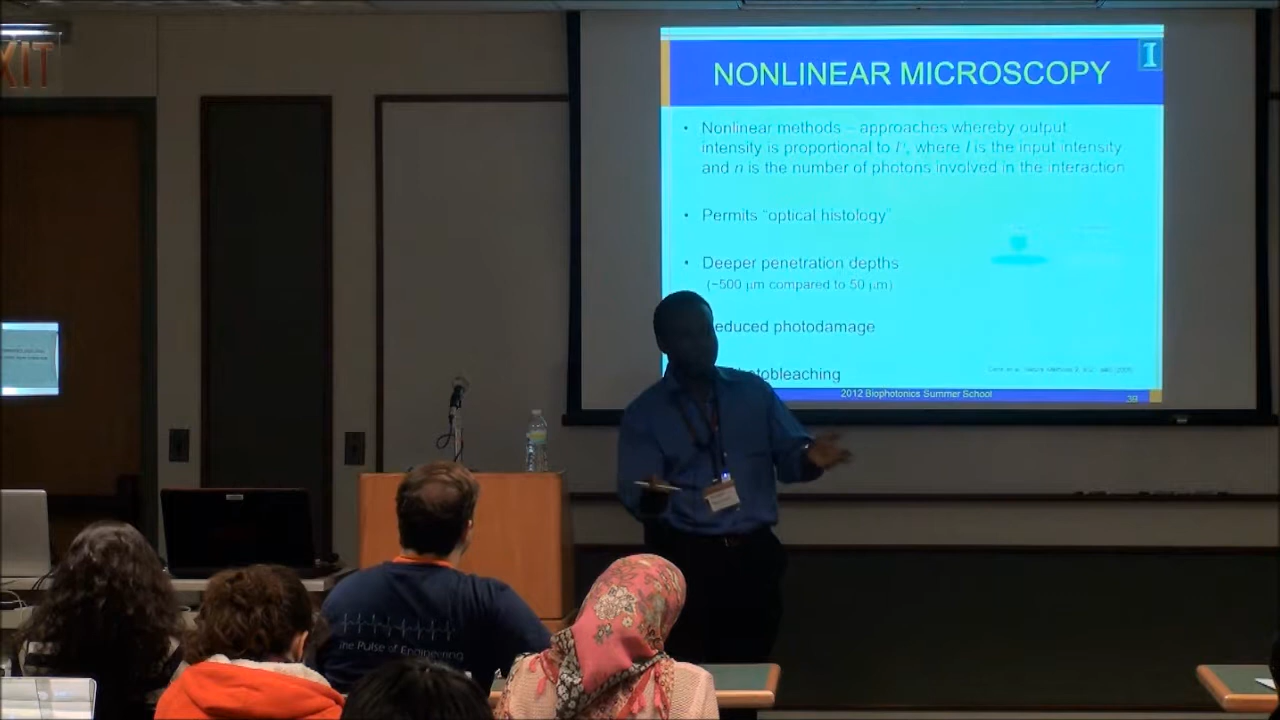 EXIT
I
NONLINEAR MICROSCOPY
• Nonlinear methods – approaches whereby output
intensity is proportional to Iⁿ, where I is the input intensity
and n is the number of photons involved in the interaction
• Permits "optical histology"
• Deeper penetration depths
(~500 μm compared to 50 μm)
educed photodamage
hotobleaching
2012 Biophotonics Summer School
39
The Pulse of Engineering